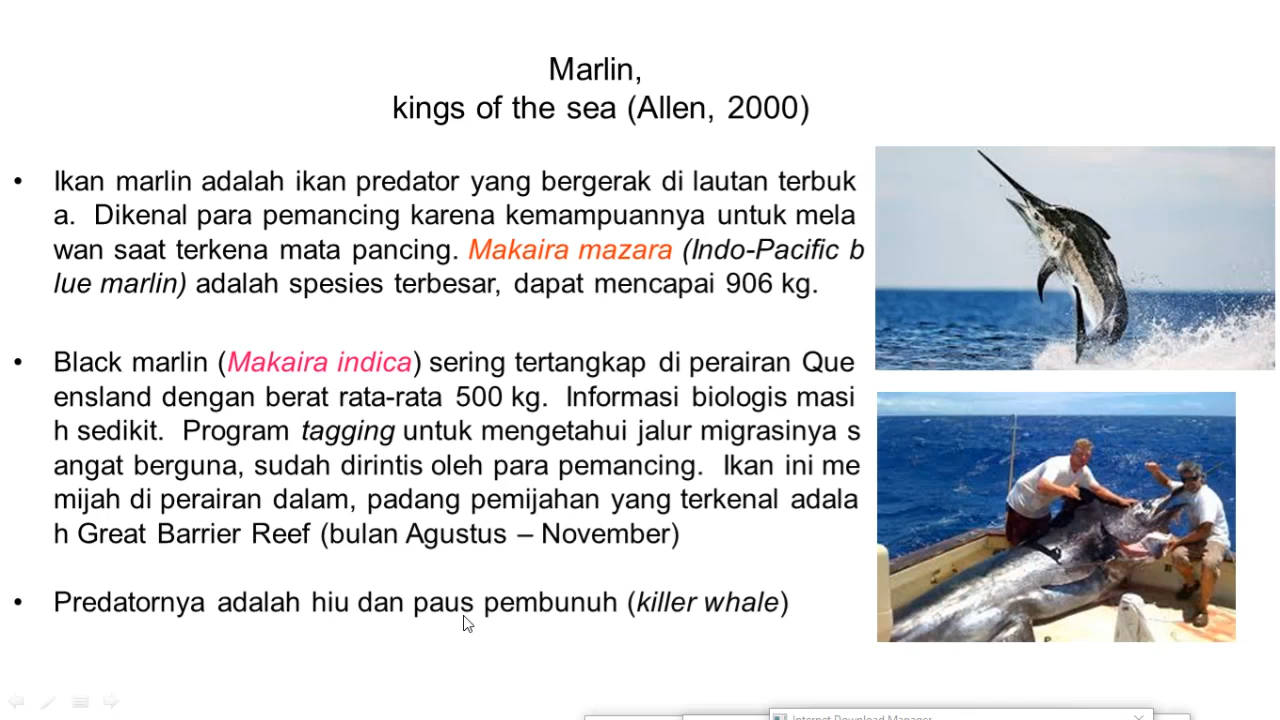 Marlin,
kings of the sea (Allen, 2000)
• Ikan marlin adalah ikan predator yang bergerak di lautan terbuk
a. Dikenal para pemancing karena kemampuannya untuk mela
wan saat terkena mata pancing. Makaira mazara (Indo-Pacific b
lue marlin) adalah spesies terbesar, dapat mencapai 906 kg.
• Black marlin (Makaira indica) sering tertangkap di perairan Que
ensland dengan berat rata-rata 500 kg. Informasi biologis masi
h sedikit. Program tagging untuk mengetahui jalur migrasinya s
angat berguna, sudah dirintis oleh para pemancing. Ikan ini me
mijah di perairan dalam, padang pemijahan yang terkenal adala
h Great Barrier Reef (bulan Agustus – November)
• Predatornya adalah hiu dan paus pembunuh (killer whale)
Internet Download Manager